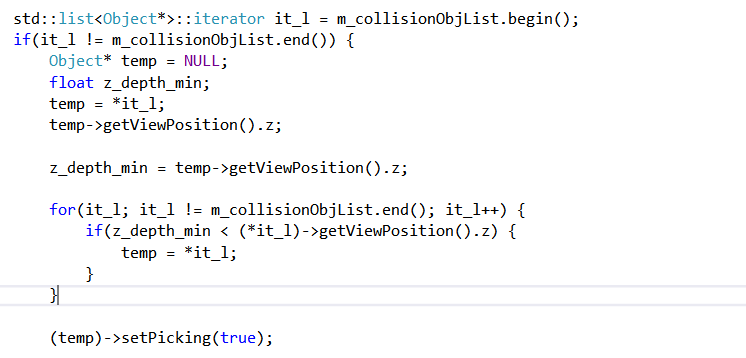 std::list<Object*>::iterator it_l = m_collisionObjList.begin();
if(it_l != m_collisionObjList.end()) {
    Object* temp = NULL;
    float z_depth_min;
    temp = *it_l;
    temp->getViewPosition().z;

    z_depth_min = temp->getViewPosition().z;

    for(it_l; it_l != m_collisionObjList.end(); it_l++) {
        if(z_depth_min < (*it_l)->getViewPosition().z) {
            temp = *it_l;
        }
    }

    (temp)->setPicking(true);